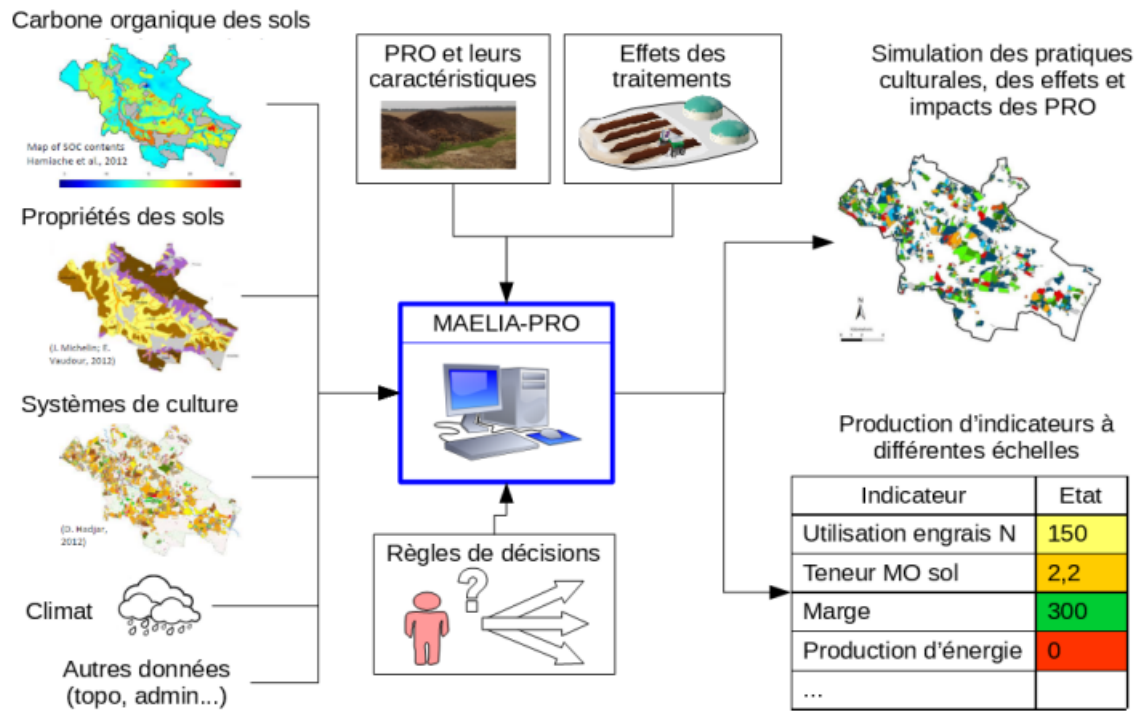 Carbone organique des sols
Map of SOC contents
Hamiache et al., 2012
Propriétés des sols
(J. Michelin; E.
Vaudour, 2012)
Systèmes de culture
(D. Hadjar,
2012)
Climat
Autres données
(topo, admin...)
PRO et leurs
caractéristiques
Effets des
traitements
MAELIA-PRO
Règles de décisions
?
Simulation des pratiques
culturales, des effets et
impacts des PRO
N
Production d’indicateurs à
différentes échelles
Indicateur Etat
Utilisation engrais N 150
Teneur MO sol 2,2
Marge 300
Production d’énergie 0
...